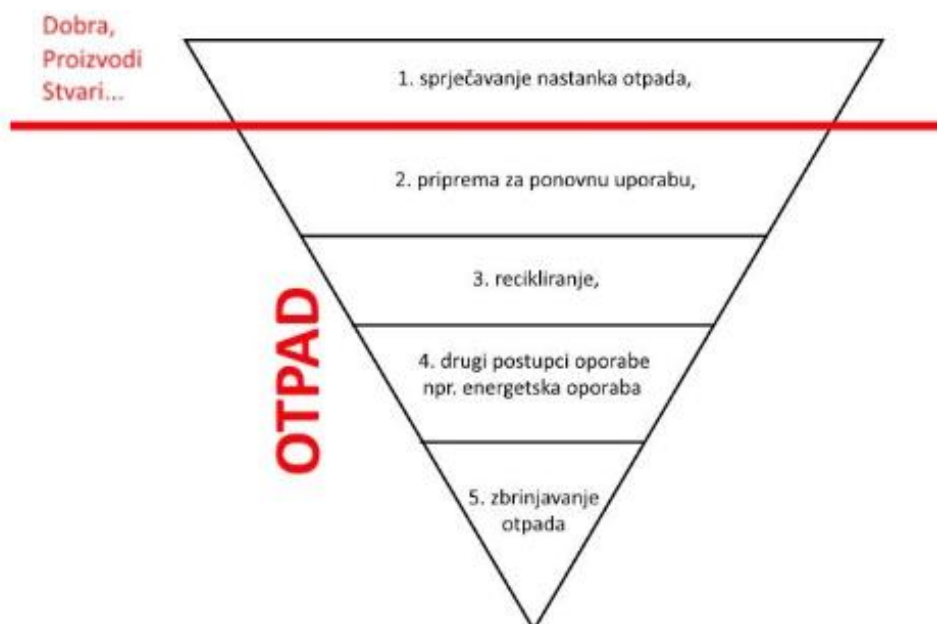 Dobra,
Proizvodi
Stvari...
1. sprječavanje nastanka otpada,
2. priprema za ponovnu uporabu,
3. recikliranje,
4. drugi postupci oporabe
npr. energetska oporaba
5. zbrinjavanje
otpada
OTPAD